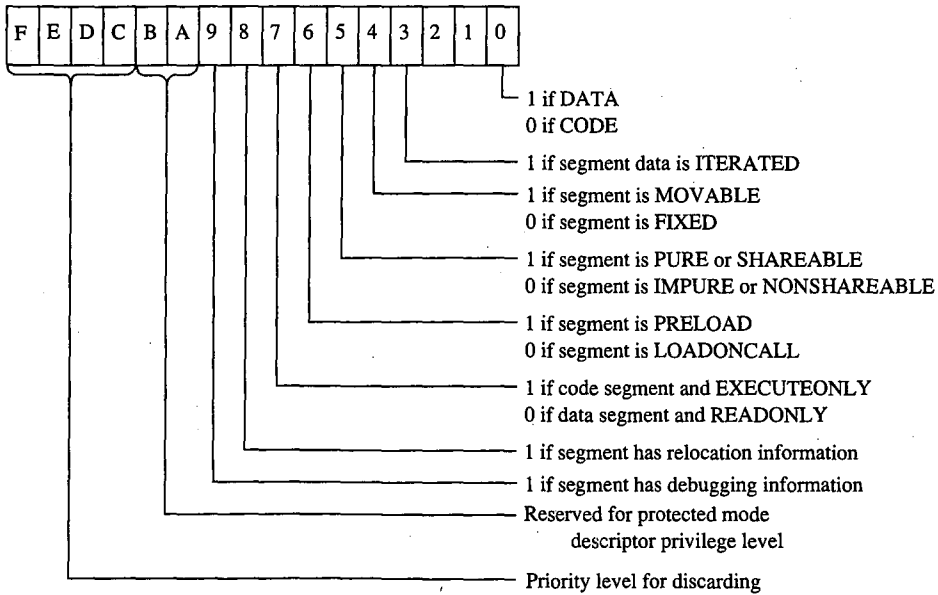 F E D C B A 9 8 7 6 5 4 3 2 1 0
1 if DATA
0 if CODE
1 if segment data is ITERATED
1 if segment is MOVABLE
0 if segment is FIXED
1 if segment is PURE or SHAREABLE
0 if segment is IMPURE or NONSHAREABLE
1 if segment is PRELOAD
0 if segment is LOADONCALL
1 if code segment and EXECUTEONLY
0 if data segment and READONLY
1 if segment has relocation information
1 if segment has debugging information
Reserved for protected mode
descriptor privilege level
Priority level for discarding